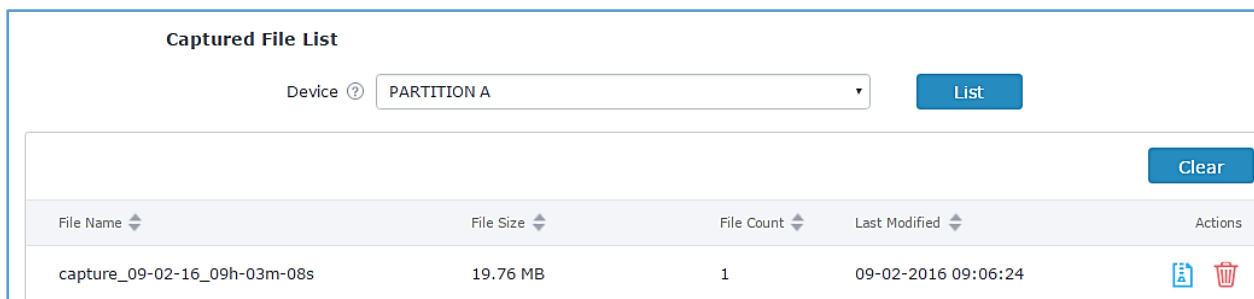 Captured File List
Device ? PARTITION A List
Clear
File Name File Size File Count Last Modified Actions
capture_09-02-16_09h-03m-08s 19.76 MB 1 09-02-2016 09:06:24